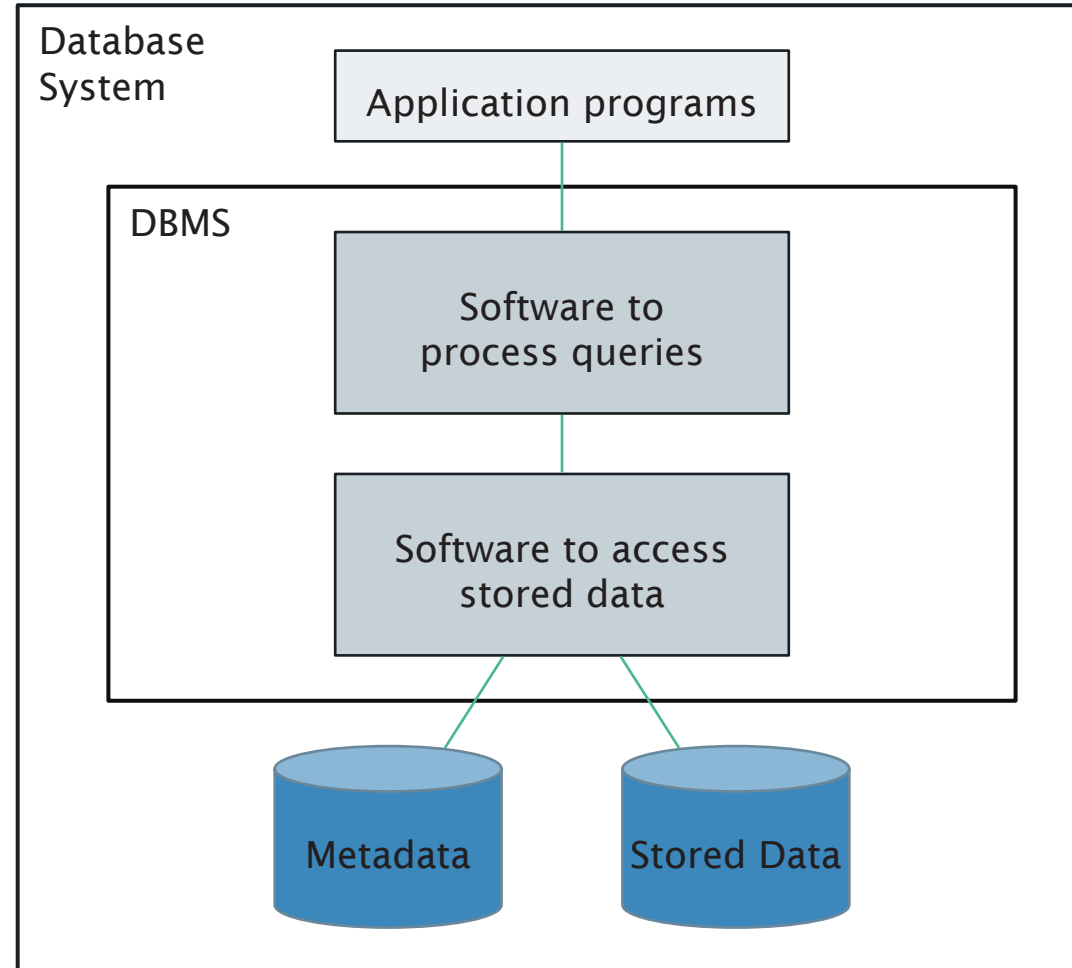 Database
System
Application programs
DBMS
Software to
process queries
Software to access
stored data
Metadata
Stored Data